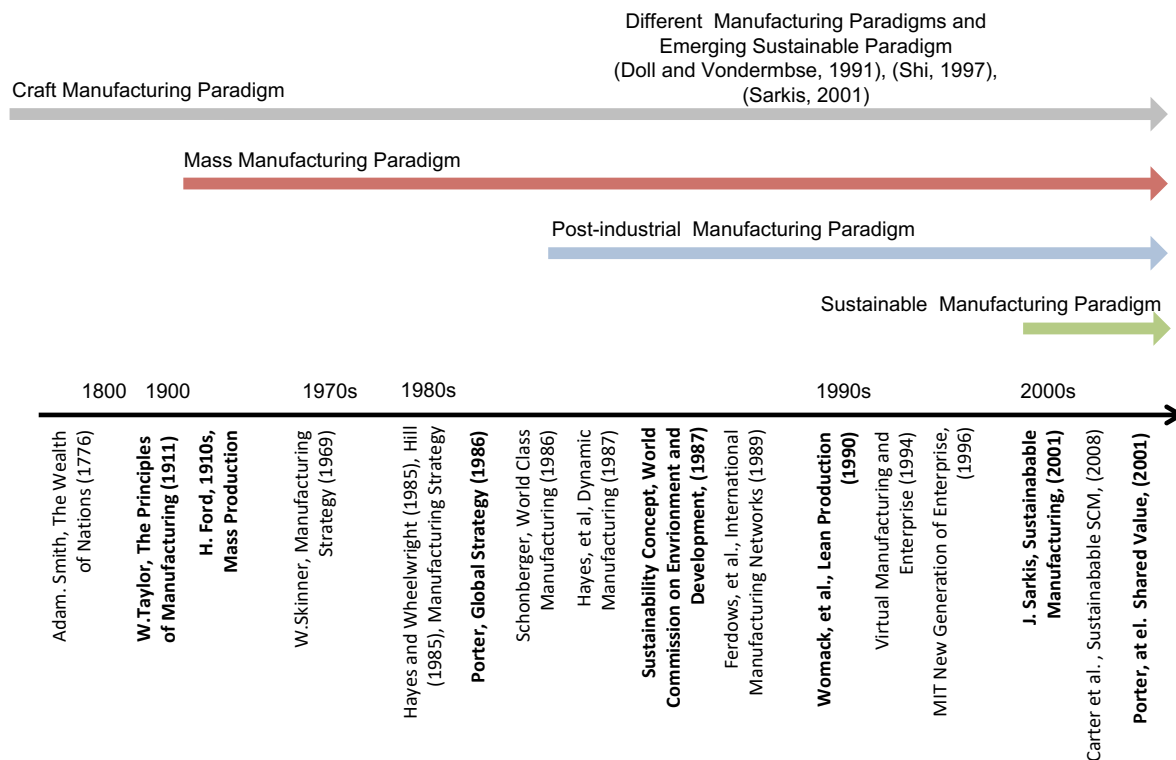 Different Manufacturing Paradigms and
Emerging Sustainable Paradigm
(Doll and Vondermbse, 1991), (Shi, 1997),
(Sarkis, 2001)
Craft Manufacturing Paradigm
Mass Manufacturing Paradigm
Post-industrial Manufacturing Paradigm
Sustainable Manufacturing Paradigm
1800
1900
1970s
1980s
1990s
2000s
Adam. Smith, The Wealth
of Nations (1776)
W.Taylor, The Principles
of Manufacturing (1911)
H. Ford, 1910s,
Mass Production
W.Skinner, Manufacturing
Strategy (1969)
Hayes and Wheelwright (1985), Hill
(1985), Manufacturing Strategy
Porter, Global Strategy (1986)
Schonberger, World Class
Manufacturing (1986)
Hayes, et al, Dynamic
Manufacturing (1987)
Sustainability Concept, World
Commission on Envrionment and
Development, (1987)
Ferdows, et al., International
Manufacturing Networks (1989)
Womack, et al., Lean Production
(1990)
Virtual Manufacturing and
Enterprise (1994)
MIT New Generation of Enterprise,
(1996)
J. Sarkis, Sustainabable
Manufacturing, (2001)
Carter et al. , Sustainabable SCM, (2008)
Porter, at el. Shared Value, (2001)